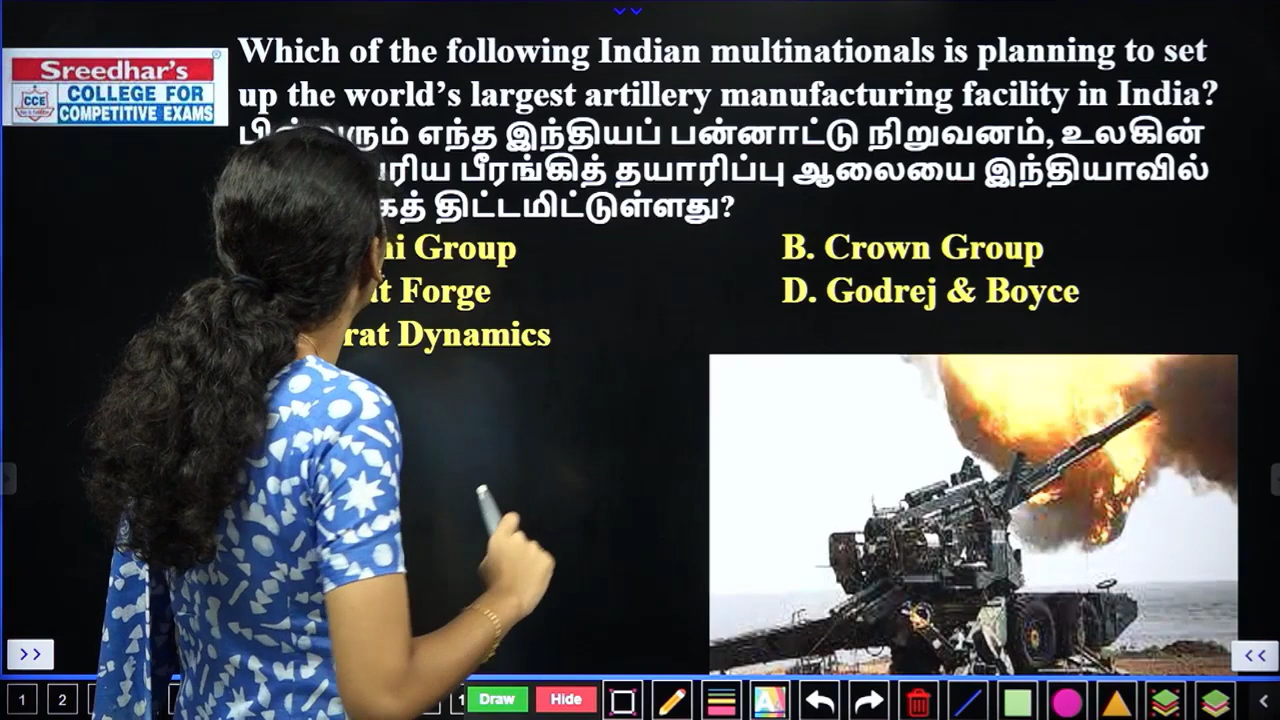 Sreedhar's
CCE
COLLEGE FOR
COMPETITIVE EXAMS
Which of the following Indian multinationals is planning to set
up the world's largest artillery manufacturing facility in India?
எந்த இந்தியப் பன்னாட்டு நிறுவனம், உலகின்
பீரங்கித் தயாரிப்பு ஆலையை இந்தியாவில்
திட்டமிட்டுள்ளது?
Group
B. Crown Group
Forge
D. Godrej & Boyce
Dynamics
>>
<<
1
2
Draw
Hide